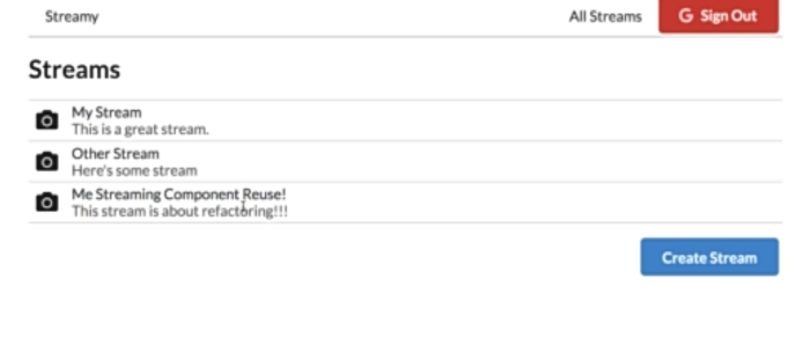 Streamy
All Streams
G Sign Out
Streams
My Stream
This is a great stream.
Other Stream
Here's some stream
Me Streaming Component Reuse!
This stream is about refactoring!!!
Create Stream